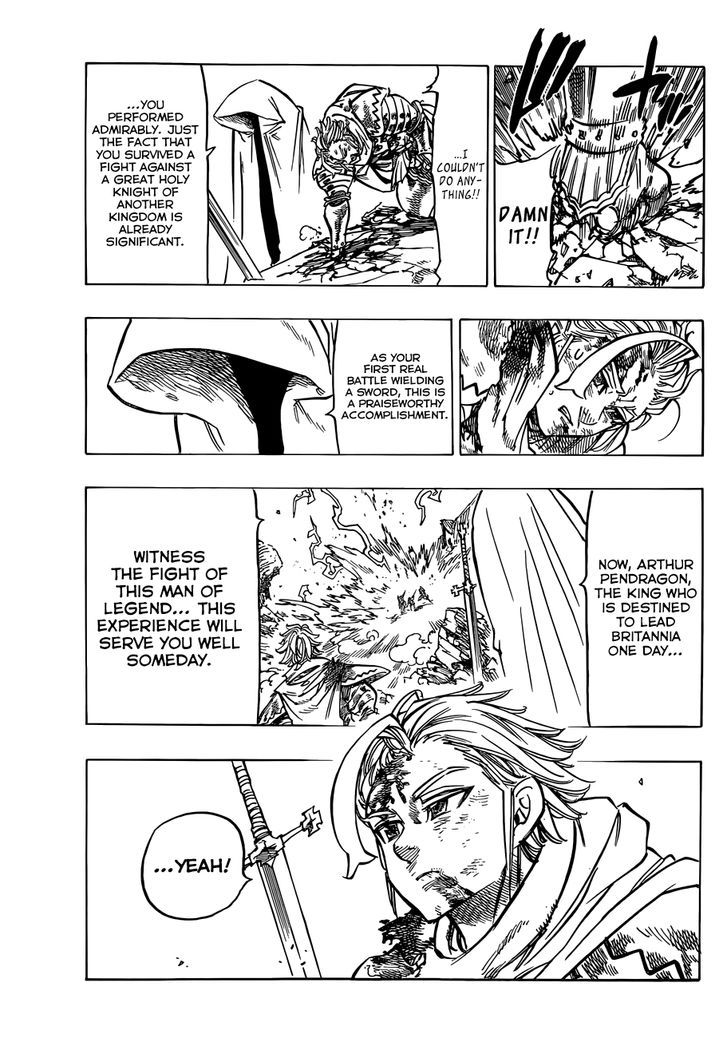 DAMN
IT!!
...I
COULDN'T
DO ANY-
THING!!
...YOU
PERFORMED
ADMIRABLY. JUST
THE FACT THAT
YOU SURVIVED A
FIGHT AGAINST
A GREAT HOLY
KNIGHT OF
ANOTHER
KINGDOM IS
ALREADY
SIGNIFICANT.
AS YOUR
FIRST REAL
BATTLE WIELDING
A SWORD, THIS IS
A PRAISEWORTHY
ACCOMPLISHMENT.
NOW, ARTHUR
PENDRAGON,
THE KING WHO
IS DESTINED
TO LEAD
BRITANNIA
ONE DAY...
WITNESS
THE FIGHT OF
THIS MAN OF
LEGEND... THIS
EXPERIENCE WILL
SERVE YOU WELL
SOMEDAY.
...YEAH!